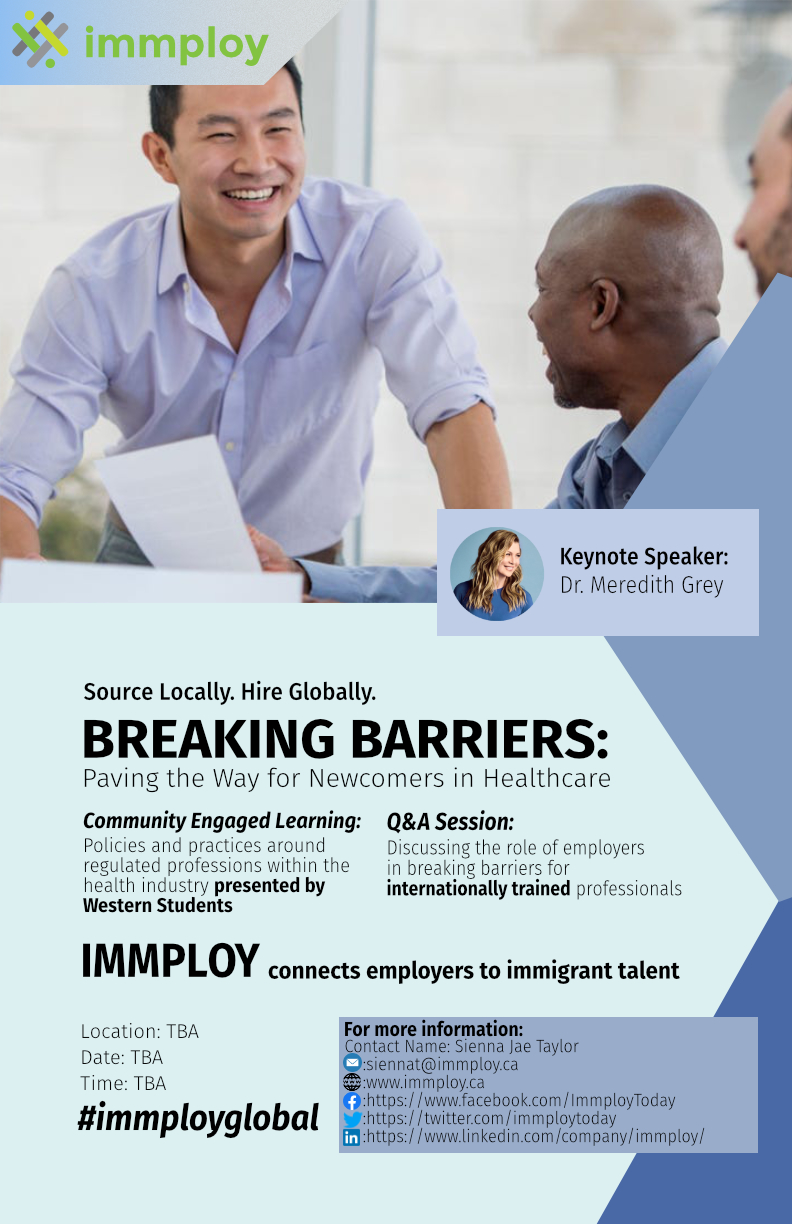 immploy
Keynote Speaker:
Dr. Meredith Grey
Source Locally. Hire Globally.
BREAKING BARRIERS:
Paving the Way for Newcomers in Healthcare
Community Engaged Learning:
Policies and practices around
regulated professions within the
health industry presented by
Western Students
Q&A Session:
Discussing the role of employers
in breaking barriers for
internationally trained professionals
IMMPLOY connects employers to immigrant talent
Location: TBA
Date: TBA
Time: TBA
#immployglobal
For more information:
Contact Name: Sienna Jae Taylor
:siennat@immploy.ca
:www.immploy.ca
:https://www.facebook.com/ImmployToday
:https://twitter.com/immploytoday
in:https://www.linkedin.com/company/immploy/